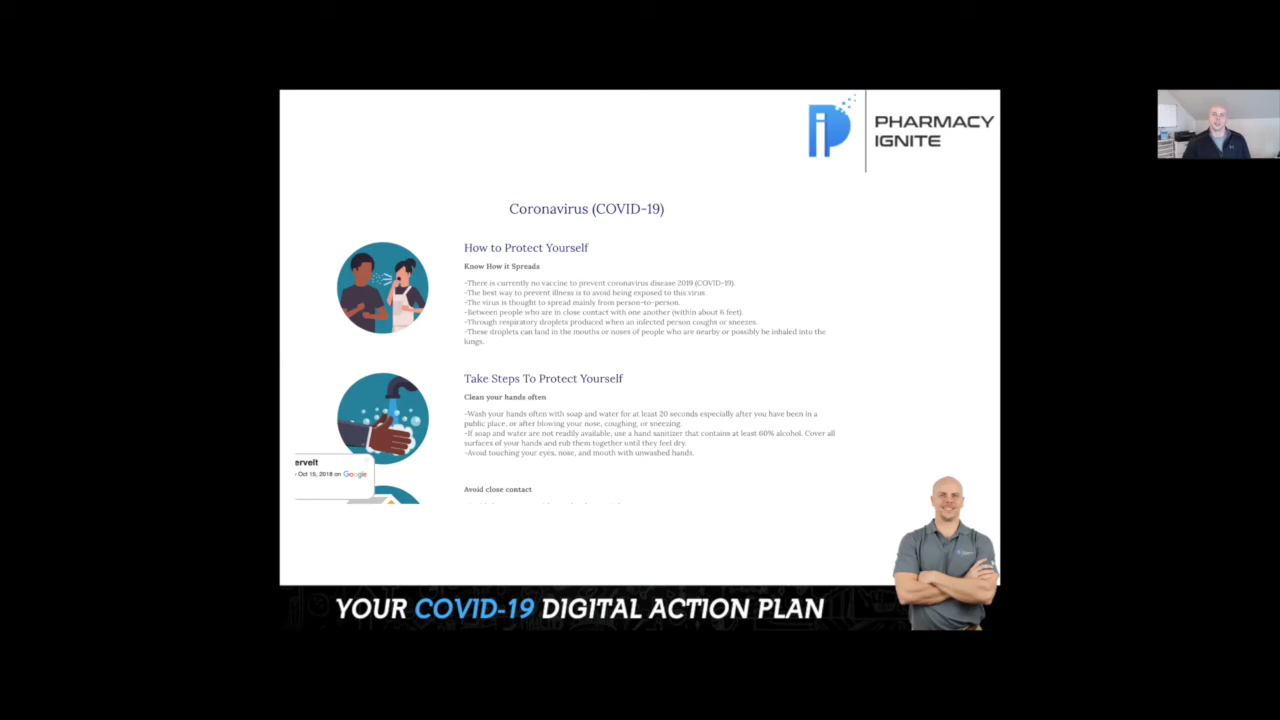 PHARMACY
IGNITE
Coronavirus (COVID-19)
How to Protect Yourself
Know How it Spreads
-There is currently no vaccine to prevent coronavirus disease 2019 (COVID-19).
-The best way to prevent illness is to avoid being exposed to this virus
-The virus is thought to spread mainly from person-to-person.
-Between people who are in close contact with one another (within about 6 feet).
-Through respiratory droplets produced when an infected person coughs or sneezes.
-These droplets can land in the mouths or noses of people who are nearby or possibly be inhaled into the
lungs.
Take Steps To Protect Yourself
Clean your hands often
-Wash your hands often with soap and water for at least 20 seconds especially after you have been in a
public place, or after blowing your nose, coughing, or sneezing.
-If soap and water are not readily available, use a hand sanitizer that contains at least 60% alcohol. Cover all
surfaces of your hands and rub them together until they feel dry.
-Avoid touching your eyes, nose, and mouth with unwashed hands.
ervelt
Oct 15, 2018 on Google
Avoid close contact
YOUR COVID-19 DIGITAL ACTION PLAN